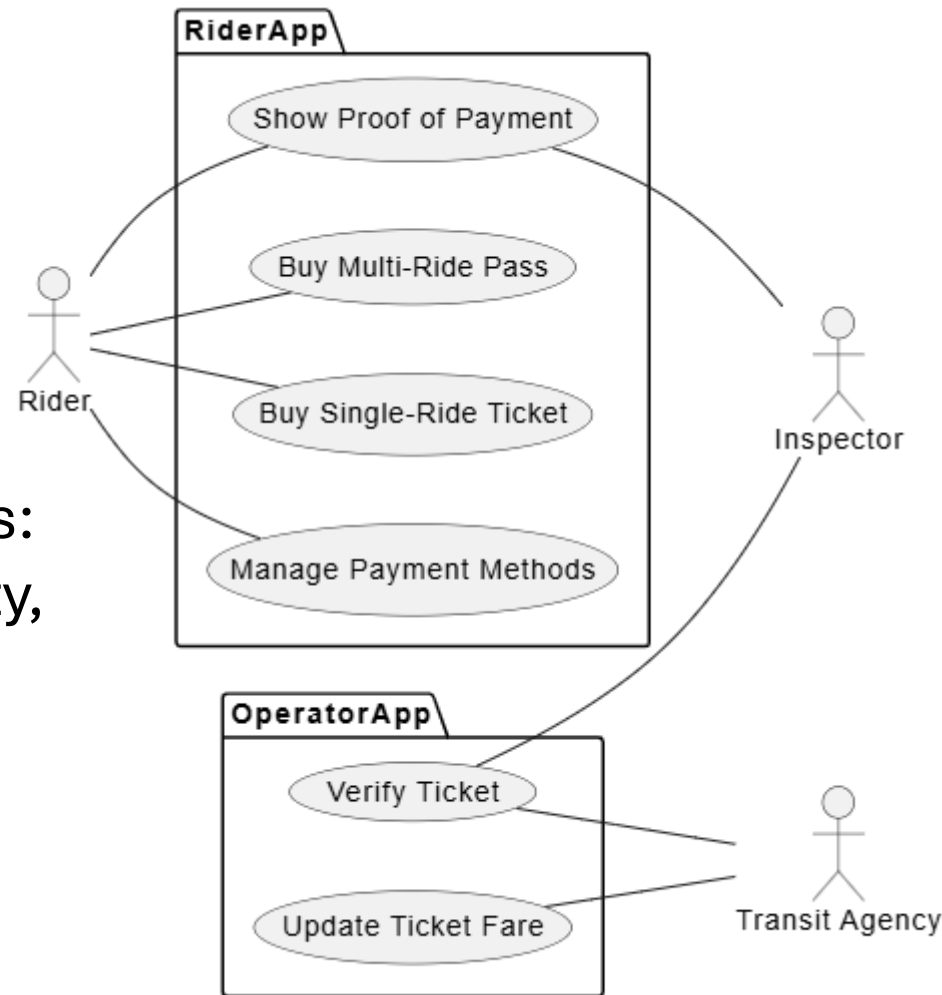 RiderApp
Show Proof of Payment
Buy Multi-Ride Pass
Rider
Buy Single-Ride Ticket
Inspector
s:
Manage Payment Methods
ty,
OperatorApp
Verify Ticket
Update Ticket Fare
Transit Agency